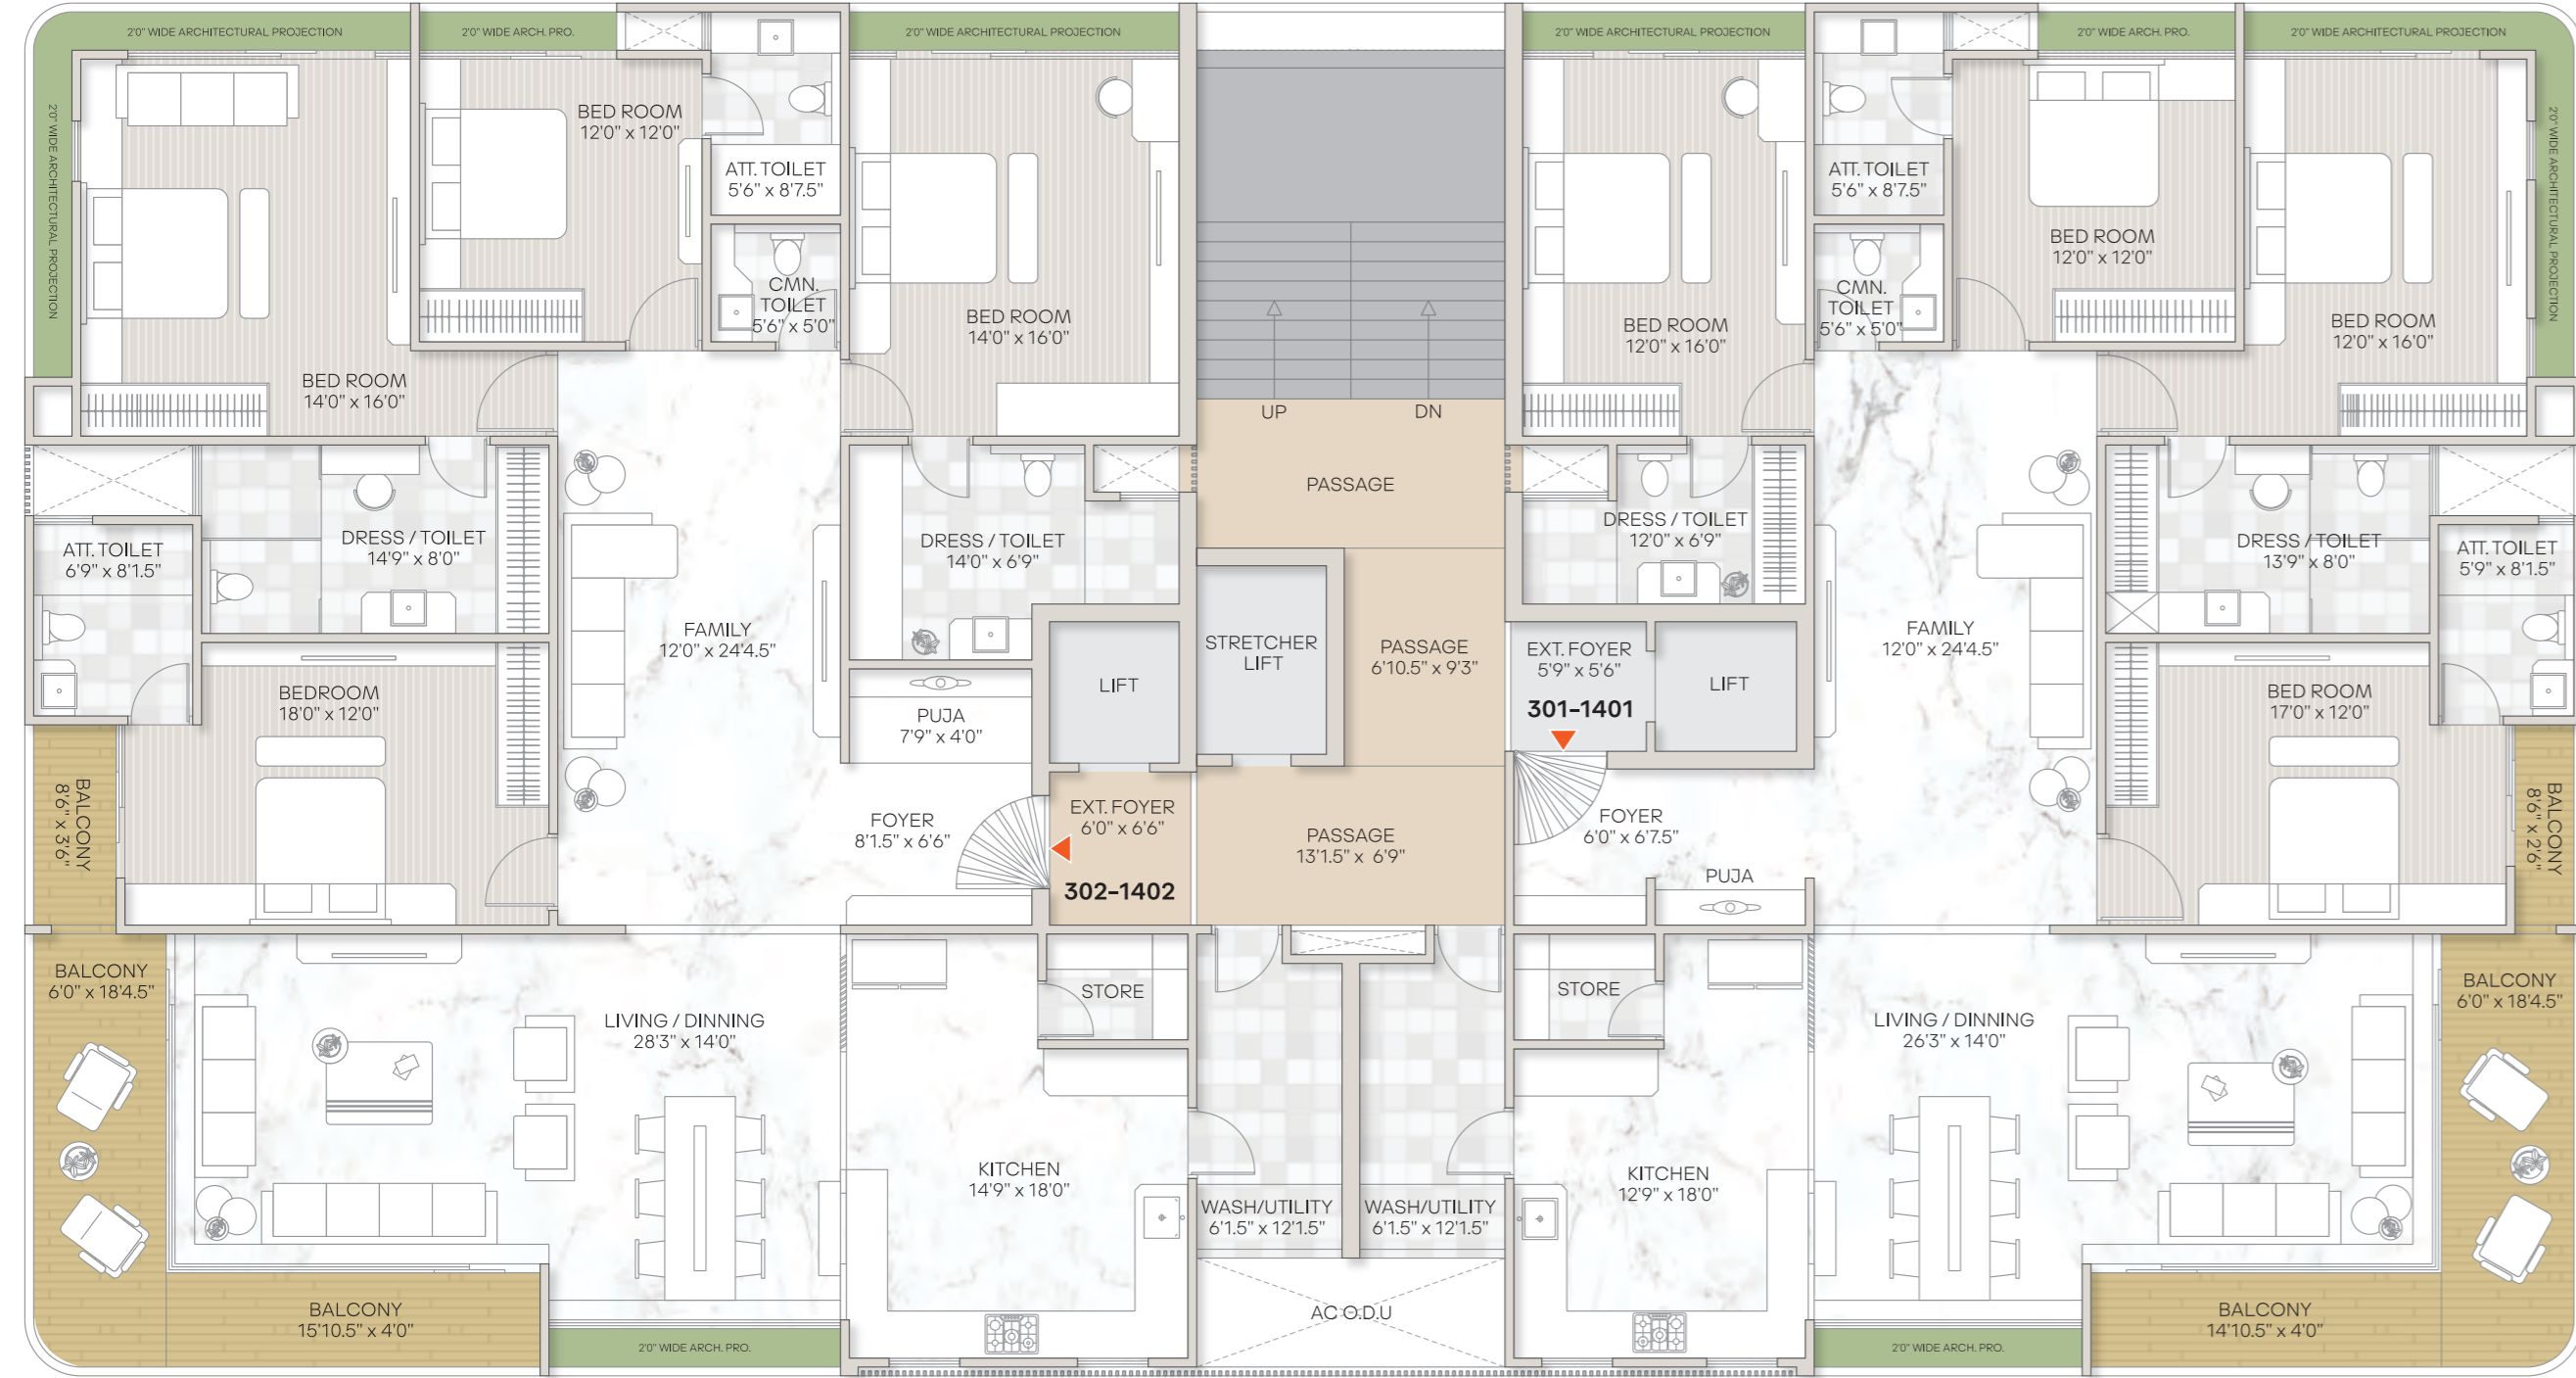 2'0" WIDE ARCHITECTURAL PROJECTION
2'0" WIDE ARCH. PRO.
2'0" WIDE ARCHITECTURAL PROJECTION
2'0" WIDE ARCHITECTURAL PROJECTION
2'0" WIDE ARCH. PRO.
2'0" WIDE ARCHITECTURAL PROJECTION
2'0" WIDE ARCHITECTURAL PROJECTION
2'0" WIDE ARCHITECTURAL PROJECTION
BED ROOM
12'0" x 12'0"
ATT. TOILET
5'6" x 8'7.5"
CMN.
TOILET
5'6" x 5'0"
BED ROOM
14'0" x 16'0"
BED ROOM
14'0" x 16'0"
UP
DN
BED ROOM
12'0" x 16'0"
ATT. TOILET
5'6" x 8'7.5"
CMN.
TOILET
5'6" x 5'0"
BED ROOM
12'0" x 12'0"
BED ROOM
12'0" x 16'0"
ATT. TOILET
6'9" x 8'1.5"
DRESS / TOILET
14'9" x 8'0"
DRESS / TOILET
14'0" x 6'9"
PASSAGE
DRESS / TOILET
12'0" x 6'9"
DRESS / TOILET
13'9" x 8'0"
ATT. TOILET
5'9" x 8'1.5"
BEDROOM
18'0" x 12'0"
FAMILY
12'0" x 24'4.5"
PUJA
7'9" x 4'0"
LIFT
STRETCHER
LIFT
PASSAGE
6'10.5" x 9'3"
EXT. FOYER
5'9" x 5'6"
301-1401
LIFT
FAMILY
12'0" x 24'4.5"
BED ROOM
17'0" x 12'0"
BALCONY
8'6" x 3'6"
FOYER
8'1.5" x 6'6"
EXT. FOYER
6'0" x 6'6"
302-1402
PASSAGE
13'1.5" x 6'9"
FOYER
6'0" x 6'7.5"
PUJA
BALCONY
8'6" x 2'6"
BALCONY
6'0" x 18'4.5"
LIVING / DINNING
28'3" x 14'0"
STORE
STORE
LIVING / DINNING
26'3" x 14'0"
BALCONY
6'0" x 18'4.5"
KITCHEN
14'9" x 18'0"
WASH/UTILITY
6'1.5" x 12'1.5"
WASH/UTILITY
6'1.5" x 12'1.5"
KITCHEN
12'9" x 18'0"
BALCONY
15'10.5" x 4'0"
AC O.D.U
BALCONY
14'10.5" x 4'0"
2'0" WIDE ARCH. PRO.
2'0" WIDE ARCH. PRO.